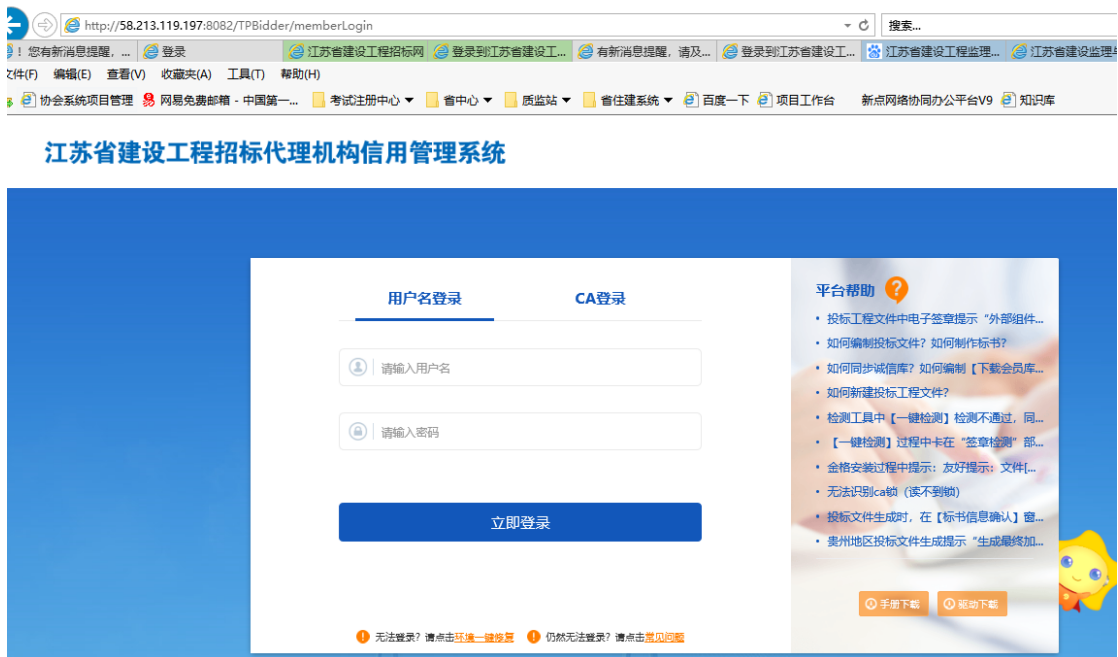 http://58.213.119.197:8082/TPBidder/memberLogin 搜索...
！您有新消息提醒，... 登录 江苏省建设工程招标网 登录到江苏省建设工... 有新消息提醒，请及... 登录到江苏省建设工... 江苏省建设工程监理... 江苏省建设监理与
文件(F) 编辑(E) 查看(V) 收藏夹(A) 工具(T) 帮助(H)
协会系统项目管理 网易免费邮箱 - 中国第一... 考试注册中心 省中心 质监站 省住建系统 百度一下 项目工作台 新点网络协同办公平台V9 知识库
江苏省建设工程招标代理机构信用管理系统
用户名登录 CA登录
请输入用户名
请输入密码
立即登录
! 无法登录？请点击环境一键修复 ! 仍然无法登录？请点击常见问题
平台帮助 ?
• 投标工程文件中电子签章提示“外部组件...
• 如何编制投标文件？如何制作标书？
• 如何同步诚信库？如何编制【下载会员库...
• 如何新建投标工程文件？
• 检测工具中【一键检测】检测不通过，同...
• 【一键检测】过程中卡在“签章检测”部...
• 金格安装过程中提示：友好提示：文件[...
• 无法识别ca锁（读不到锁）
• 投标文件生成时，在【标书信息确认】窗...
• 贵州地区投标文件生成提示“生成最终加...
手册下载 驱动下载